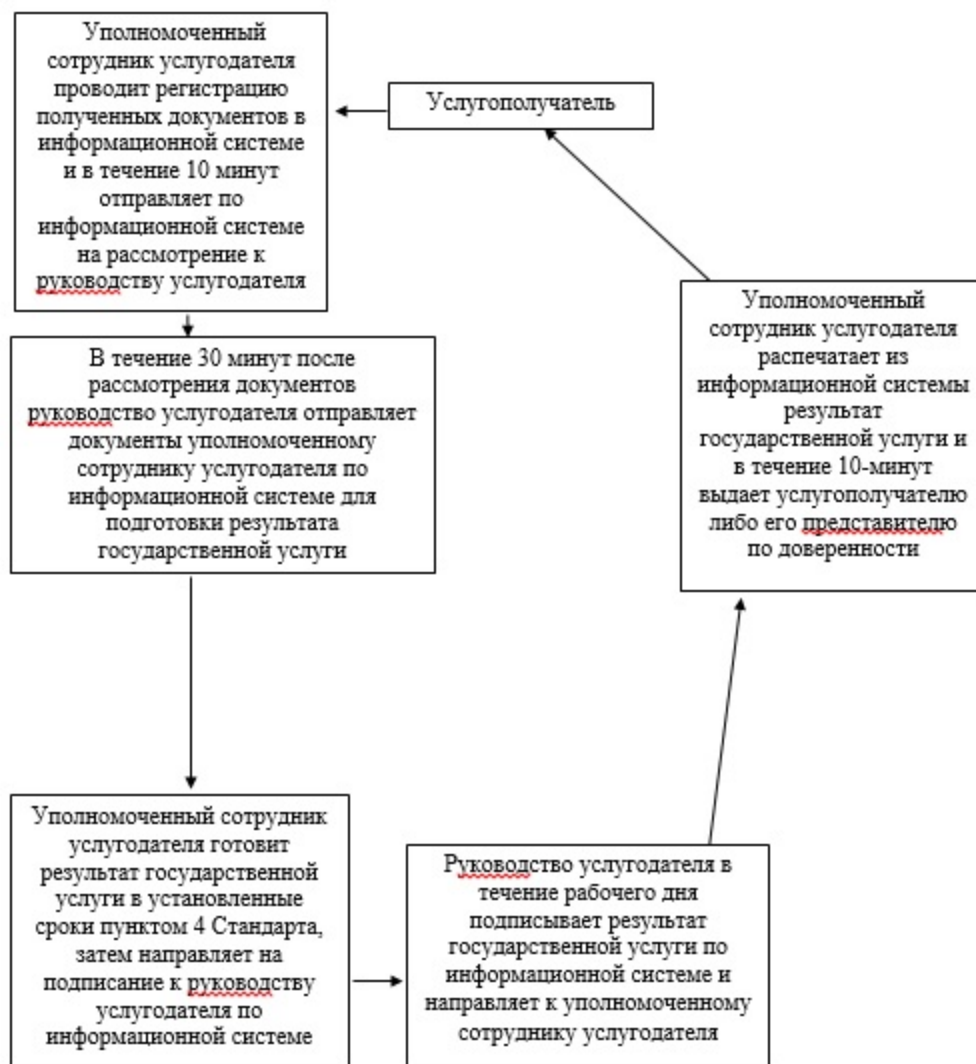 Уполномоченный
сотрудник услугодателя
проводит регистрацию
полученных документов в
информационной системе
и в течение 10 минут
отправляет по
информационной системе
на рассмотрение к
руководству услугодателя
Услугополучатель
В течение 30 минут после
рассмотрения документов
руководство услугодателя отправляет
документы уполномоченному
сотруднику услугодателя по
информационной системе для
подготовки результата
государственной услуги
Уполномоченный
сотрудник услугодателя
распечатает из
информационной системы
результат
государственной услуги и
в течение 10-минут
выдает услугополучателю
либо его представителю
по доверенности
Уполномоченный сотрудник
услугодателя готовит
результат государственной
услуги в установленные
сроки пунктом 4 Стандарта,
затем направляет на
подписание к руководству
услугодателя по
информационной системе
Руководство услугодателя в
течение рабочего дня
подписывает результат
государственной услуги по
информационной системе и
направляет к уполномоченному
сотруднику услугодателя